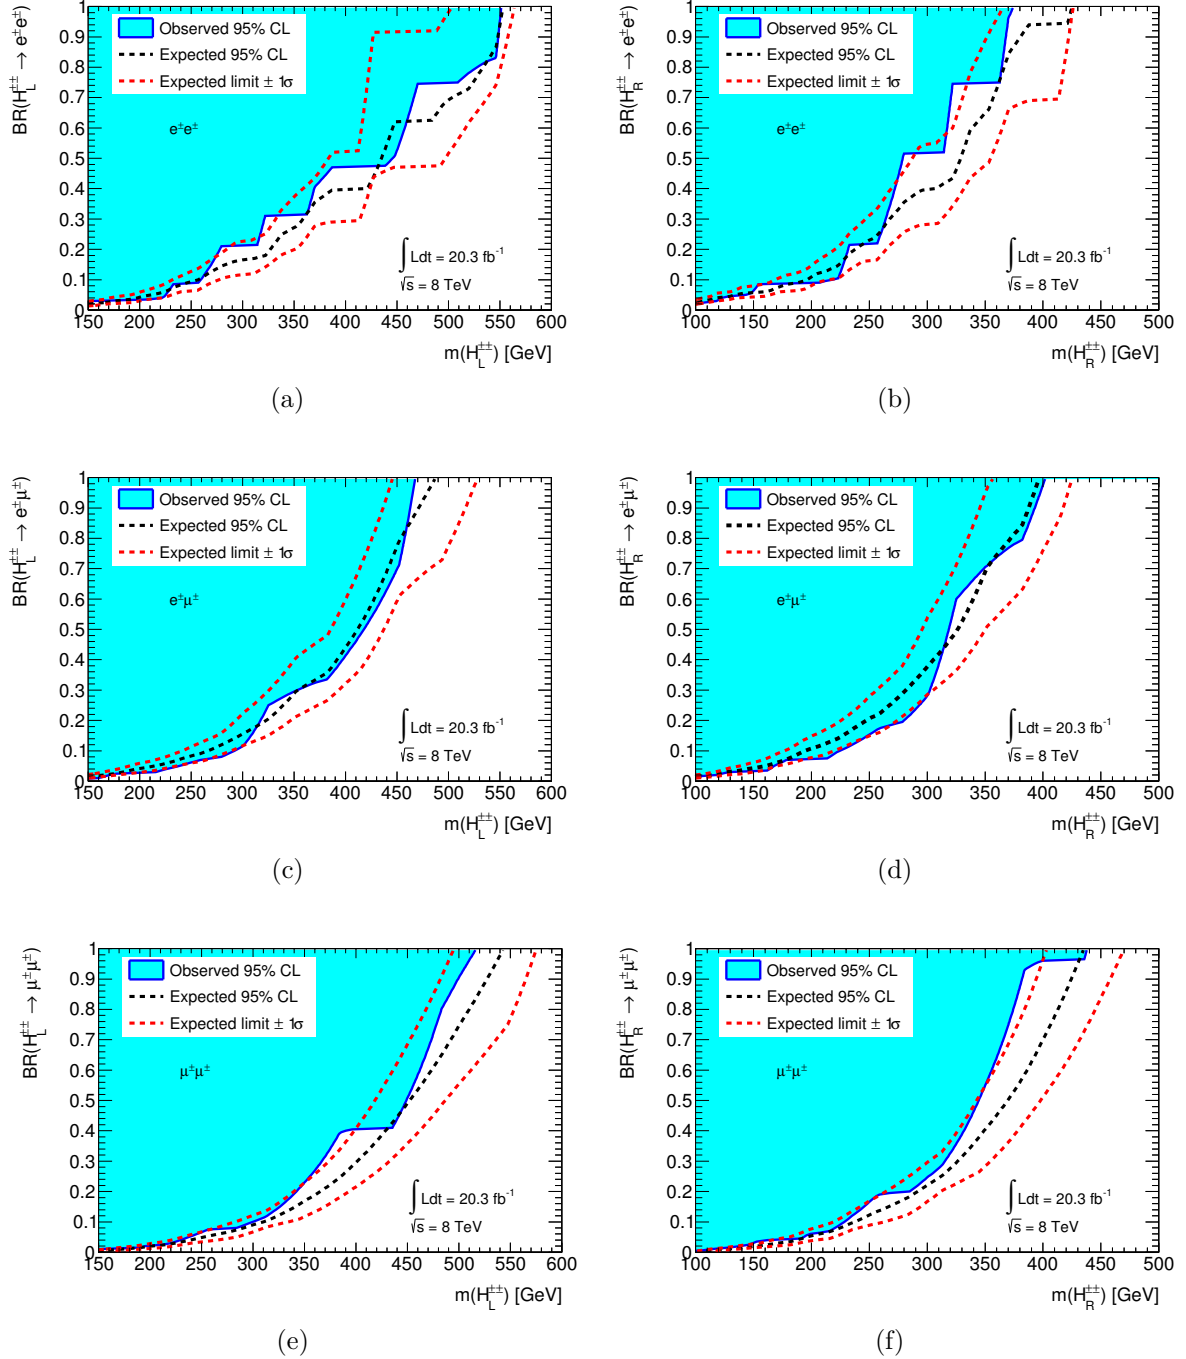 BR(H_L^{±±} → e^± e^±)
1
0.9
0.8
0.7
0.6
0.5
0.4
0.3
0.2
0.1
0
Observed 95% CL
Expected 95% CL
Expected limit ± 1σ
e^±e^±
∫ Ldt = 20.3 fb^{-1}
√s = 8 TeV
150 200 250 300 350 400 450 500 550 600
m(H_L^{±±}) [GeV]
(a)
BR(H_R^{±±} → e^± e^±)
1
0.9
0.8
0.7
0.6
0.5
0.4
0.3
0.2
0.1
0
Observed 95% CL
Expected 95% CL
Expected limit ± 1σ
e^±e^±
∫ Ldt = 20.3 fb^{-1}
√s = 8 TeV
100 150 200 250 300 350 400 450 500
m(H_R^{±±}) [GeV]
(b)
BR(H_L^{±±} → e^± μ^±)
1
0.9
0.8
0.7
0.6
0.5
0.4
0.3
0.2
0.1
0
Observed 95% CL
Expected 95% CL
Expected limit ± 1σ
e^±μ^±
∫ Ldt = 20.3 fb^{-1}
√s = 8 TeV
150 200 250 300 350 400 450 500 550 600
m(H_L^{±±}) [GeV]
(c)
BR(H_R^{±±} → e^± μ^±)
1
0.9
0.8
0.7
0.6
0.5
0.4
0.3
0.2
0.1
0
Observed 95% CL
Expected 95% CL
Expected limit ± 1σ
e^±μ^±
∫ Ldt = 20.3 fb^{-1}
√s = 8 TeV
100 150 200 250 300 350 400 450 500
m(H_R^{±±}) [GeV]
(d)
BR(H_L^{±±} → μ^± μ^±)
1
0.9
0.8
0.7
0.6
0.5
0.4
0.3
0.2
0.1
0
Observed 95% CL
Expected 95% CL
Expected limit ± 1σ
μ^±μ^±
∫ Ldt = 20.3 fb^{-1}
√s = 8 TeV
150 200 250 300 350 400 450 500 550 600
m(H_L^{±±}) [GeV]
(e)
BR(H_R^{±±} → μ^± μ^±)
1
0.9
0.8
0.7
0.6
0.5
0.4
0.3
0.2
0.1
0
Observed 95% CL
Expected 95% CL
Expected limit ± 1σ
μ^±μ^±
∫ Ldt = 20.3 fb^{-1}
√s = 8 TeV
100 150 200 250 300 350 400 450 500
m(H_R^{±±}) [GeV]
(f)